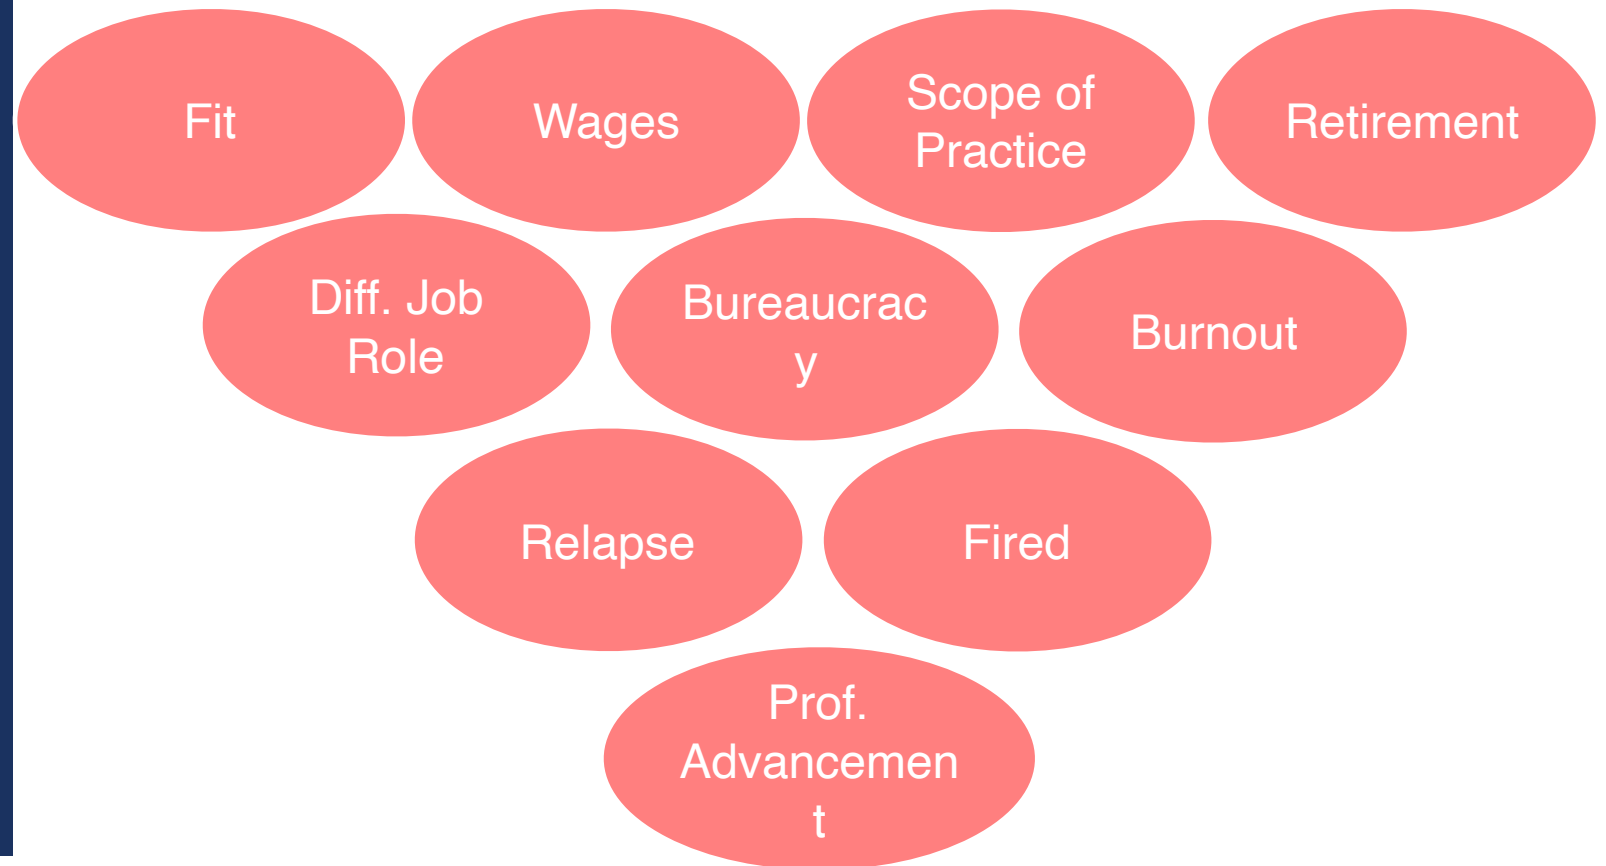 Fit
Wages
Scope of
Practice
Retirement
Diff. Job
Role
Bureaucrac
y
Burnout
Relapse
Fired
Prof.
Advancemen
t